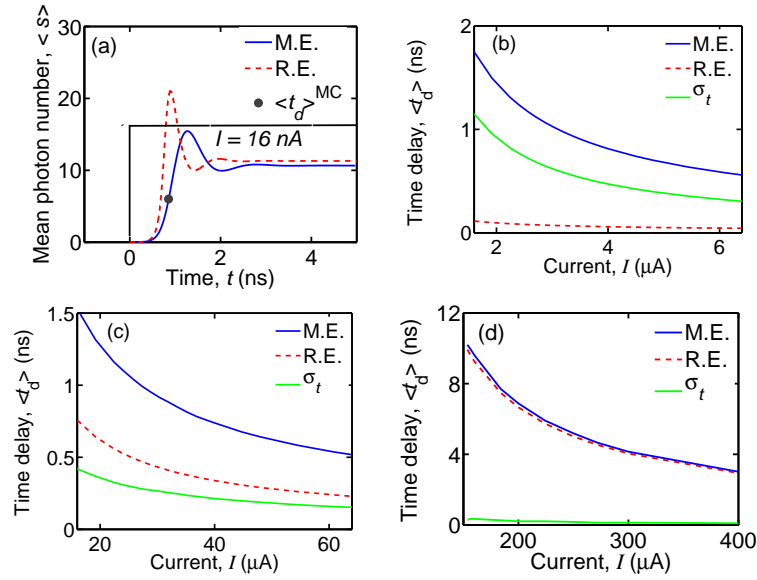 (a)
M.E.
R.E.
<t_d>^MC
I = 16 nA
Mean photon number, < s>
30
20
10
0
0 2 4
Time, t (ns)
(b)
M.E.
R.E.
σ_t
Time delay, <t_d> (ns)
2
1
0
2 4 6
Current, I (μA)
(c)
M.E.
R.E.
σ_t
Time delay, <t_d> (ns)
1.5
1
0.5
0
20 40 60
Current, I (μA)
(d)
M.E.
R.E.
σ_t
Time delay, <t_d> (ns)
12
8
4
0
200 300 400
Current, I (μA)